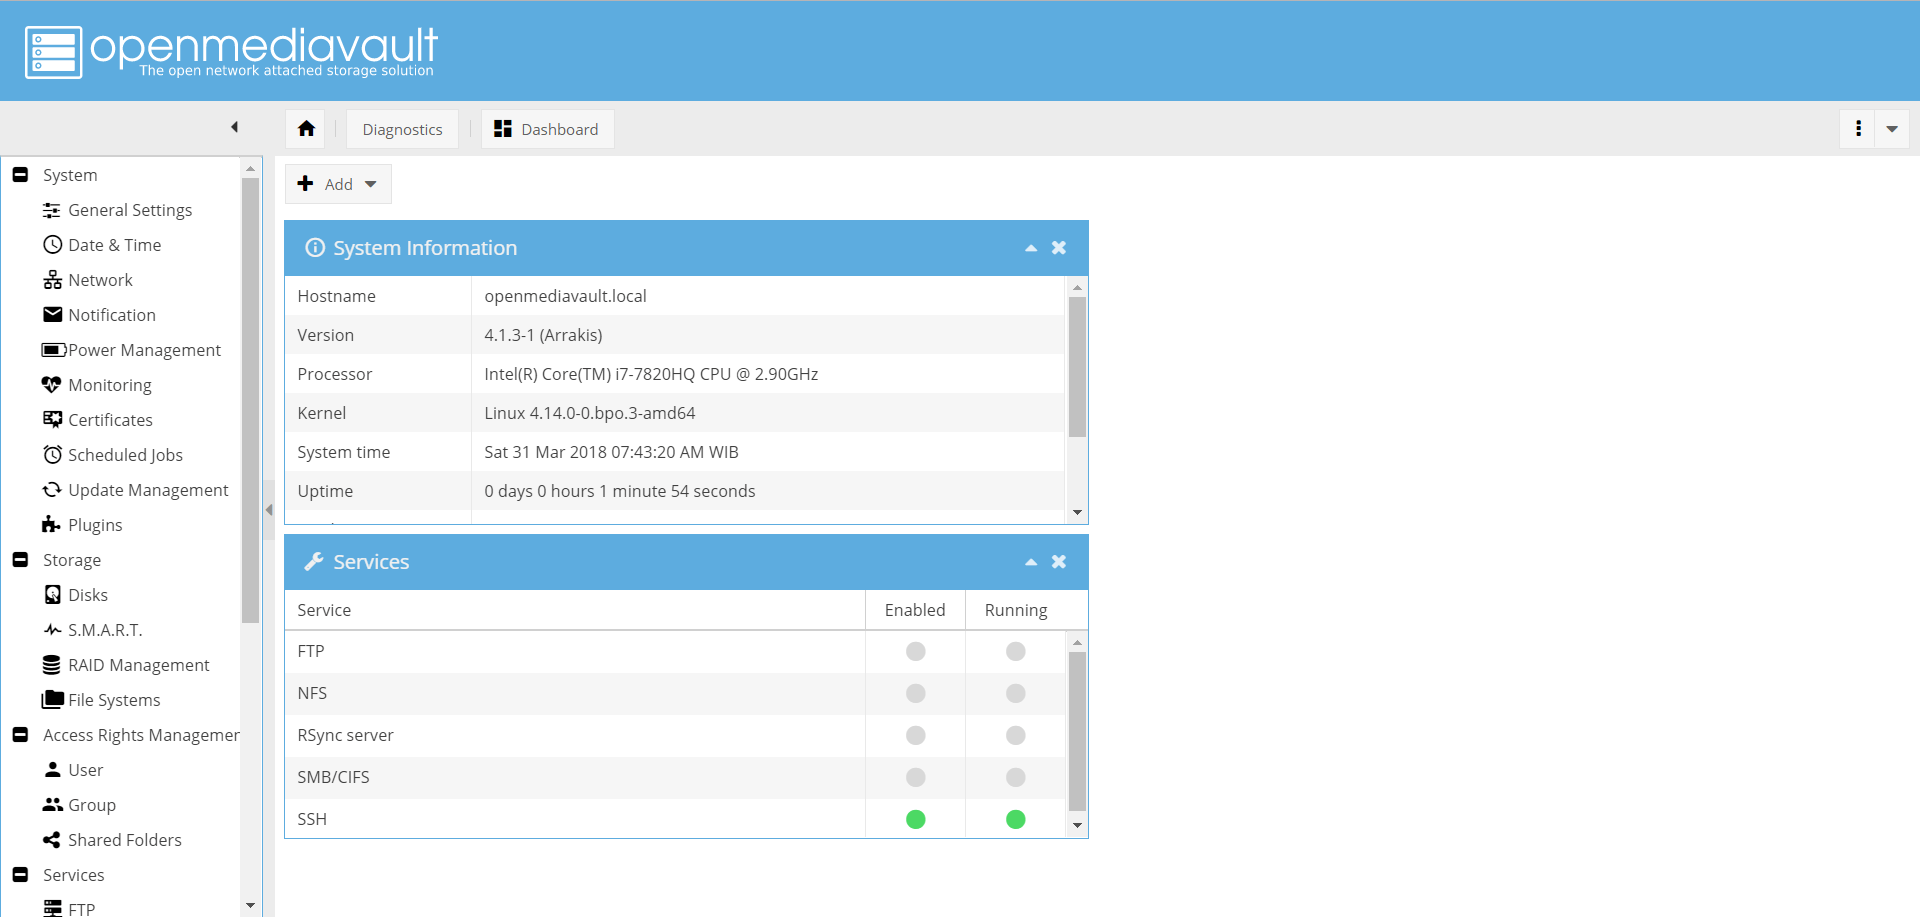 openmediavault
The open network attached storage solution
Diagnostics
Dashboard
System
General Settings
Date & Time
Network
Notification
Power Management
Monitoring
Certificates
Scheduled Jobs
Update Management
Plugins
Storage
Disks
S.M.A.R.T.
RAID Management
File Systems
Access Rights Managemen
User
Group
Shared Folders
Services
FTP
Add
System Information
Hostname openmediavault.local
Version 4.1.3-1 (Arrakis)
Processor Intel(R) Core(TM) i7-7820HQ CPU @ 2.90GHz
Kernel Linux 4.14.0-0.bpo.3-amd64
System time Sat 31 Mar 2018 07:43:20 AM WIB
Uptime 0 days 0 hours 1 minute 54 seconds
Services
Service Enabled Running
FTP
NFS
RSync server
SMB/CIFS
SSH